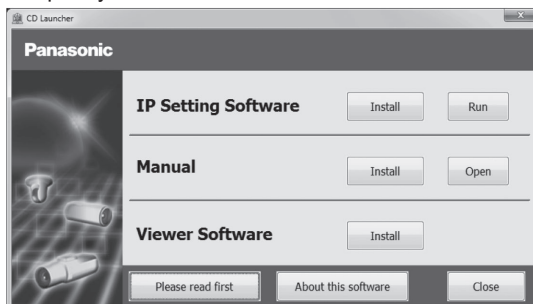 CD Launcher
Panasonic
IP Setting Software Install Run
Manual Install Open
Viewer Software Install
Please read first About this software Close